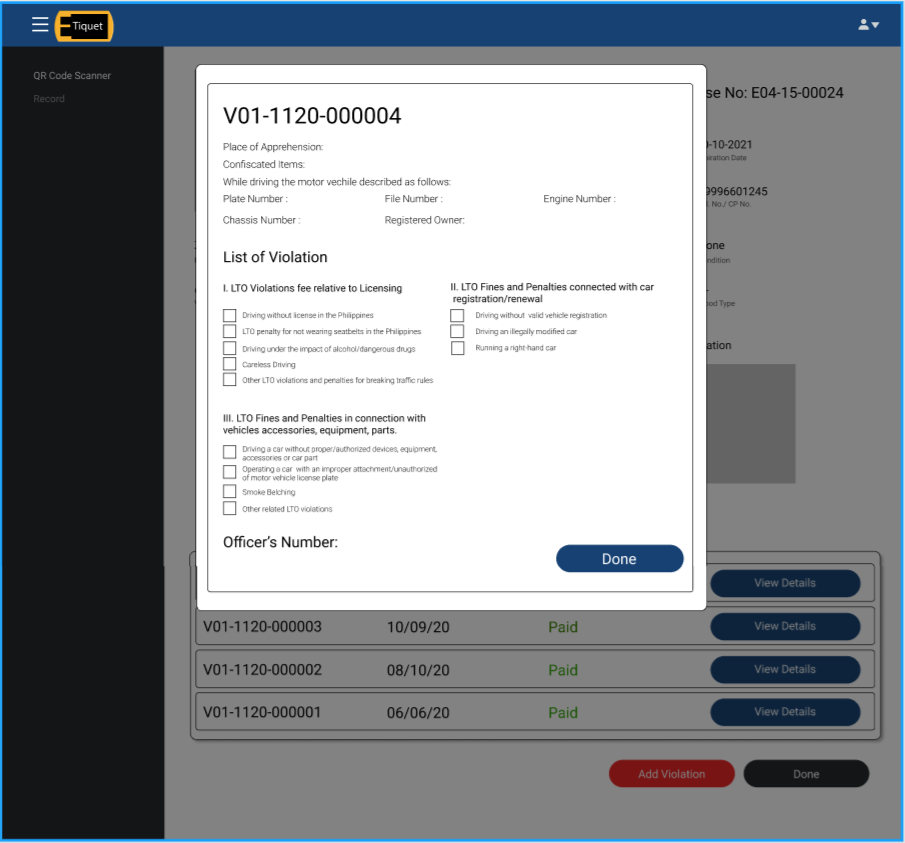 E Tiquet
QR Code Scanner
Record
se No: E04-15-00024
-10-2021
piration Date
9996601245
No./ CP No.
one
ndition
ood Type
ation
V01-1120-000004
Place of Apprehension:
Confiscated Items:
While driving the motor vechile described as follows:
Plate Number : File Number : Engine Number :
Chassis Number : Registered Owner:
List of Violation
I. LTO Violations fee relative to Licensing
Driving without license in the Philippines
LTO penalty for not wearing seatbelts in the Philippines
Driving under the impact of alcohol/dangerous drugs
Careless Driving
Other LTO violations and penalties for breaking traffic rules
II. LTO Fines and Penalties connected with car
registration/renewal
Driving without valid vehicle registration
Driving an illegally modified car
Running a right-hand car
III. LTO Fines and Penalties in connection with
vehicles accessories, equipment, parts.
Driving a car without proper/authorized devices, equipment,
accessories or car part
Operating a car with an improper attachment/unauthorized
of motor vehicle license plate
Smoke Belching
Other related LTO violations
Officer's Number:
Done
View Details
V01-1120-000003 10/09/20 Paid View Details
V01-1120-000002 08/10/20 Paid View Details
V01-1120-000001 06/06/20 Paid View Details
Add Violation Done